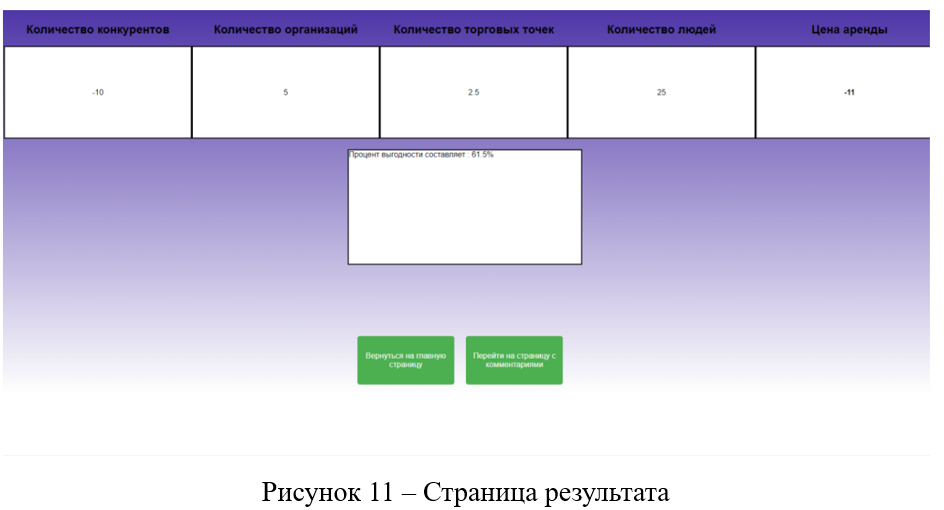 Количество конкурентов Количество организаций Количество торговых точек Количество людей Цена аренды
-10 5 2.5 25 -11
Процент выгодности составляет : 61.5%
Вернуться на главную
страницу
Перейти на страницу с
комментариями
Рисунок 11 – Страница результата